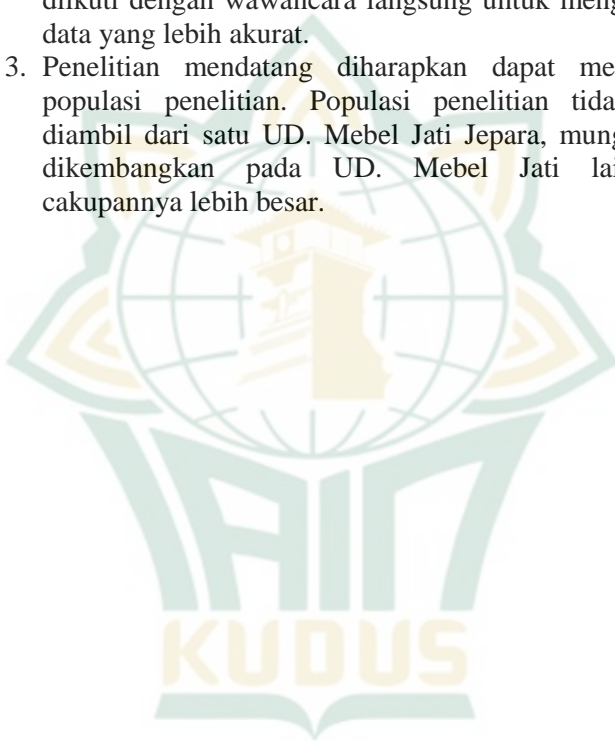 diikuti dengan wawancara langsung untuk meng
data yang lebih akurat.
3. Penelitian mendatang diharapkan dapat me
populasi penelitian. Populasi penelitian tida
diambil dari satu UD. Mebel Jati Jepara, mung
dikembangkan pada UD. Mebel Jati lai
cakupannya lebih besar.
IAIN
KUDUS